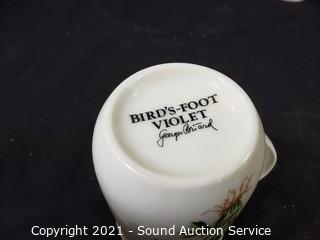 BIRD'S-FOOT
VIOLET
Copyright 2021 - Sound Auction Service